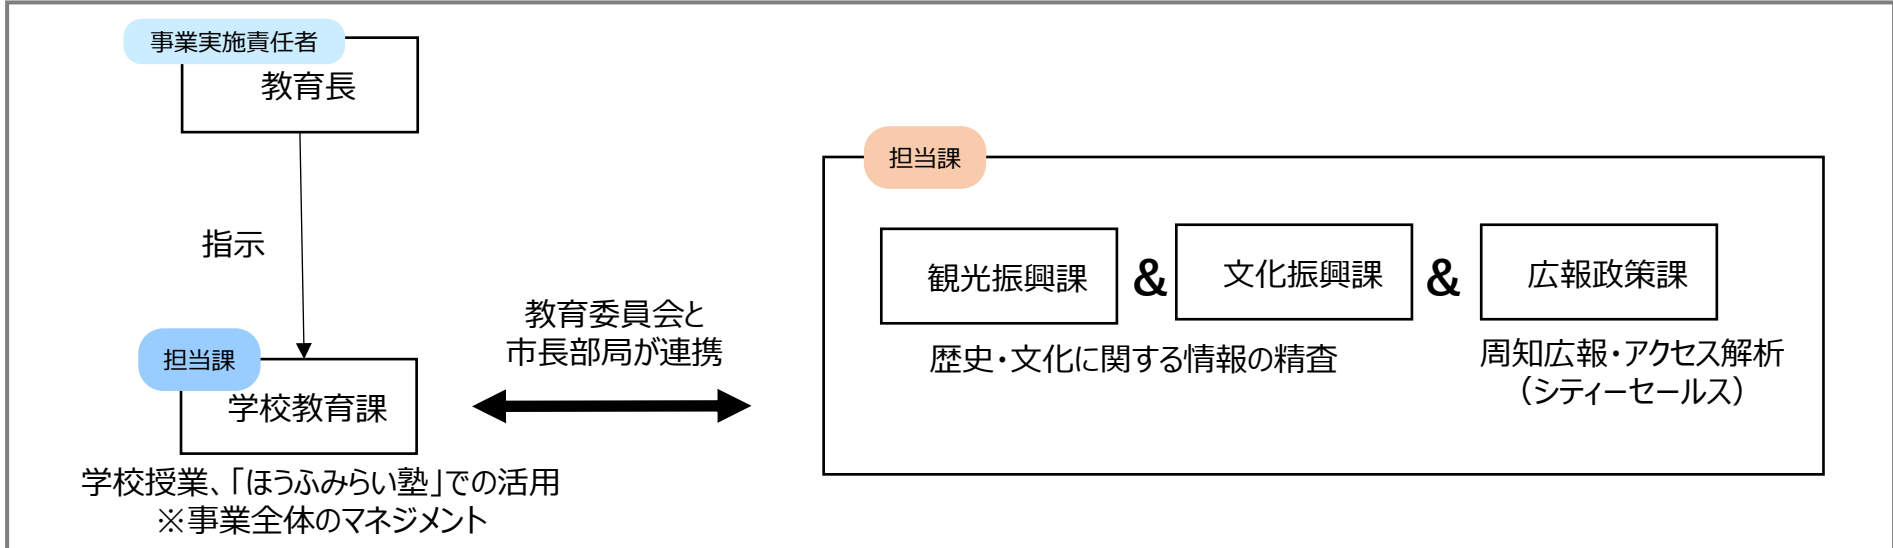 事業実施責任者
教育長
指示
担当課
学校教育課
学校授業、「ほうふみらい塾」での活用
※事業全体のマネジメント
教育委員会と
市長部局が連携
担当課
観光振興課 & 文化振興課 & 広報政策課
歴史・文化に関する情報の精査
周知広報・アクセス解析
（シティーセールス）